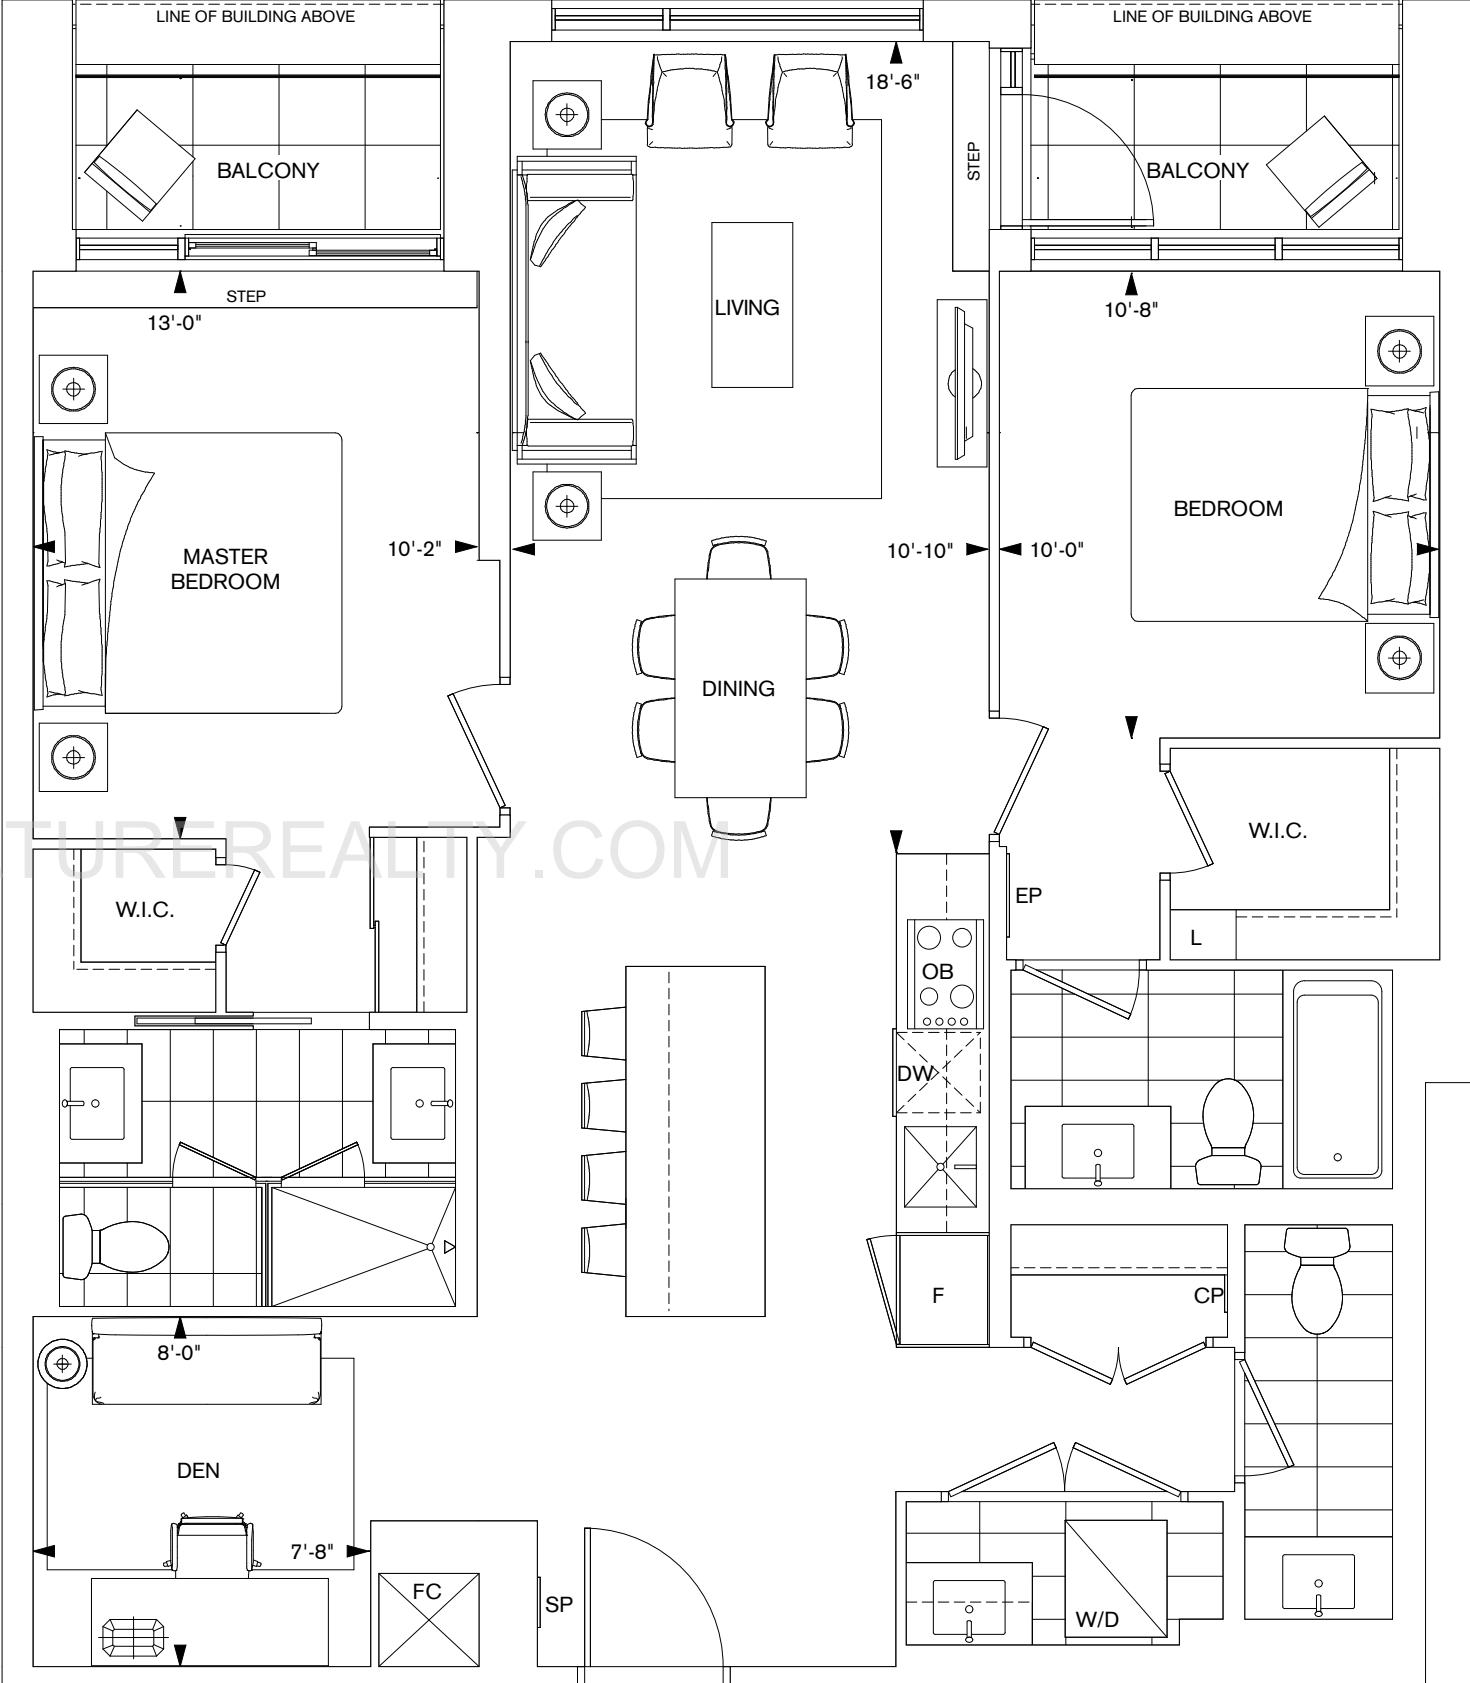 LINE OF BUILDING ABOVE
LINE OF BUILDING ABOVE
18'-6"
BALCONY
STEP
BALCONY
STEP
13'-0"
LIVING
10'-8"
BEDROOM
MASTER
BEDROOM
10'-2"
10'-10"
10'-0"
DINING
TUREREALTY.COM
W.I.C.
W.I.C.
EP
L
OB
DW
F
CP
8'-0"
DEN
7'-8"
FC
SP
W/D